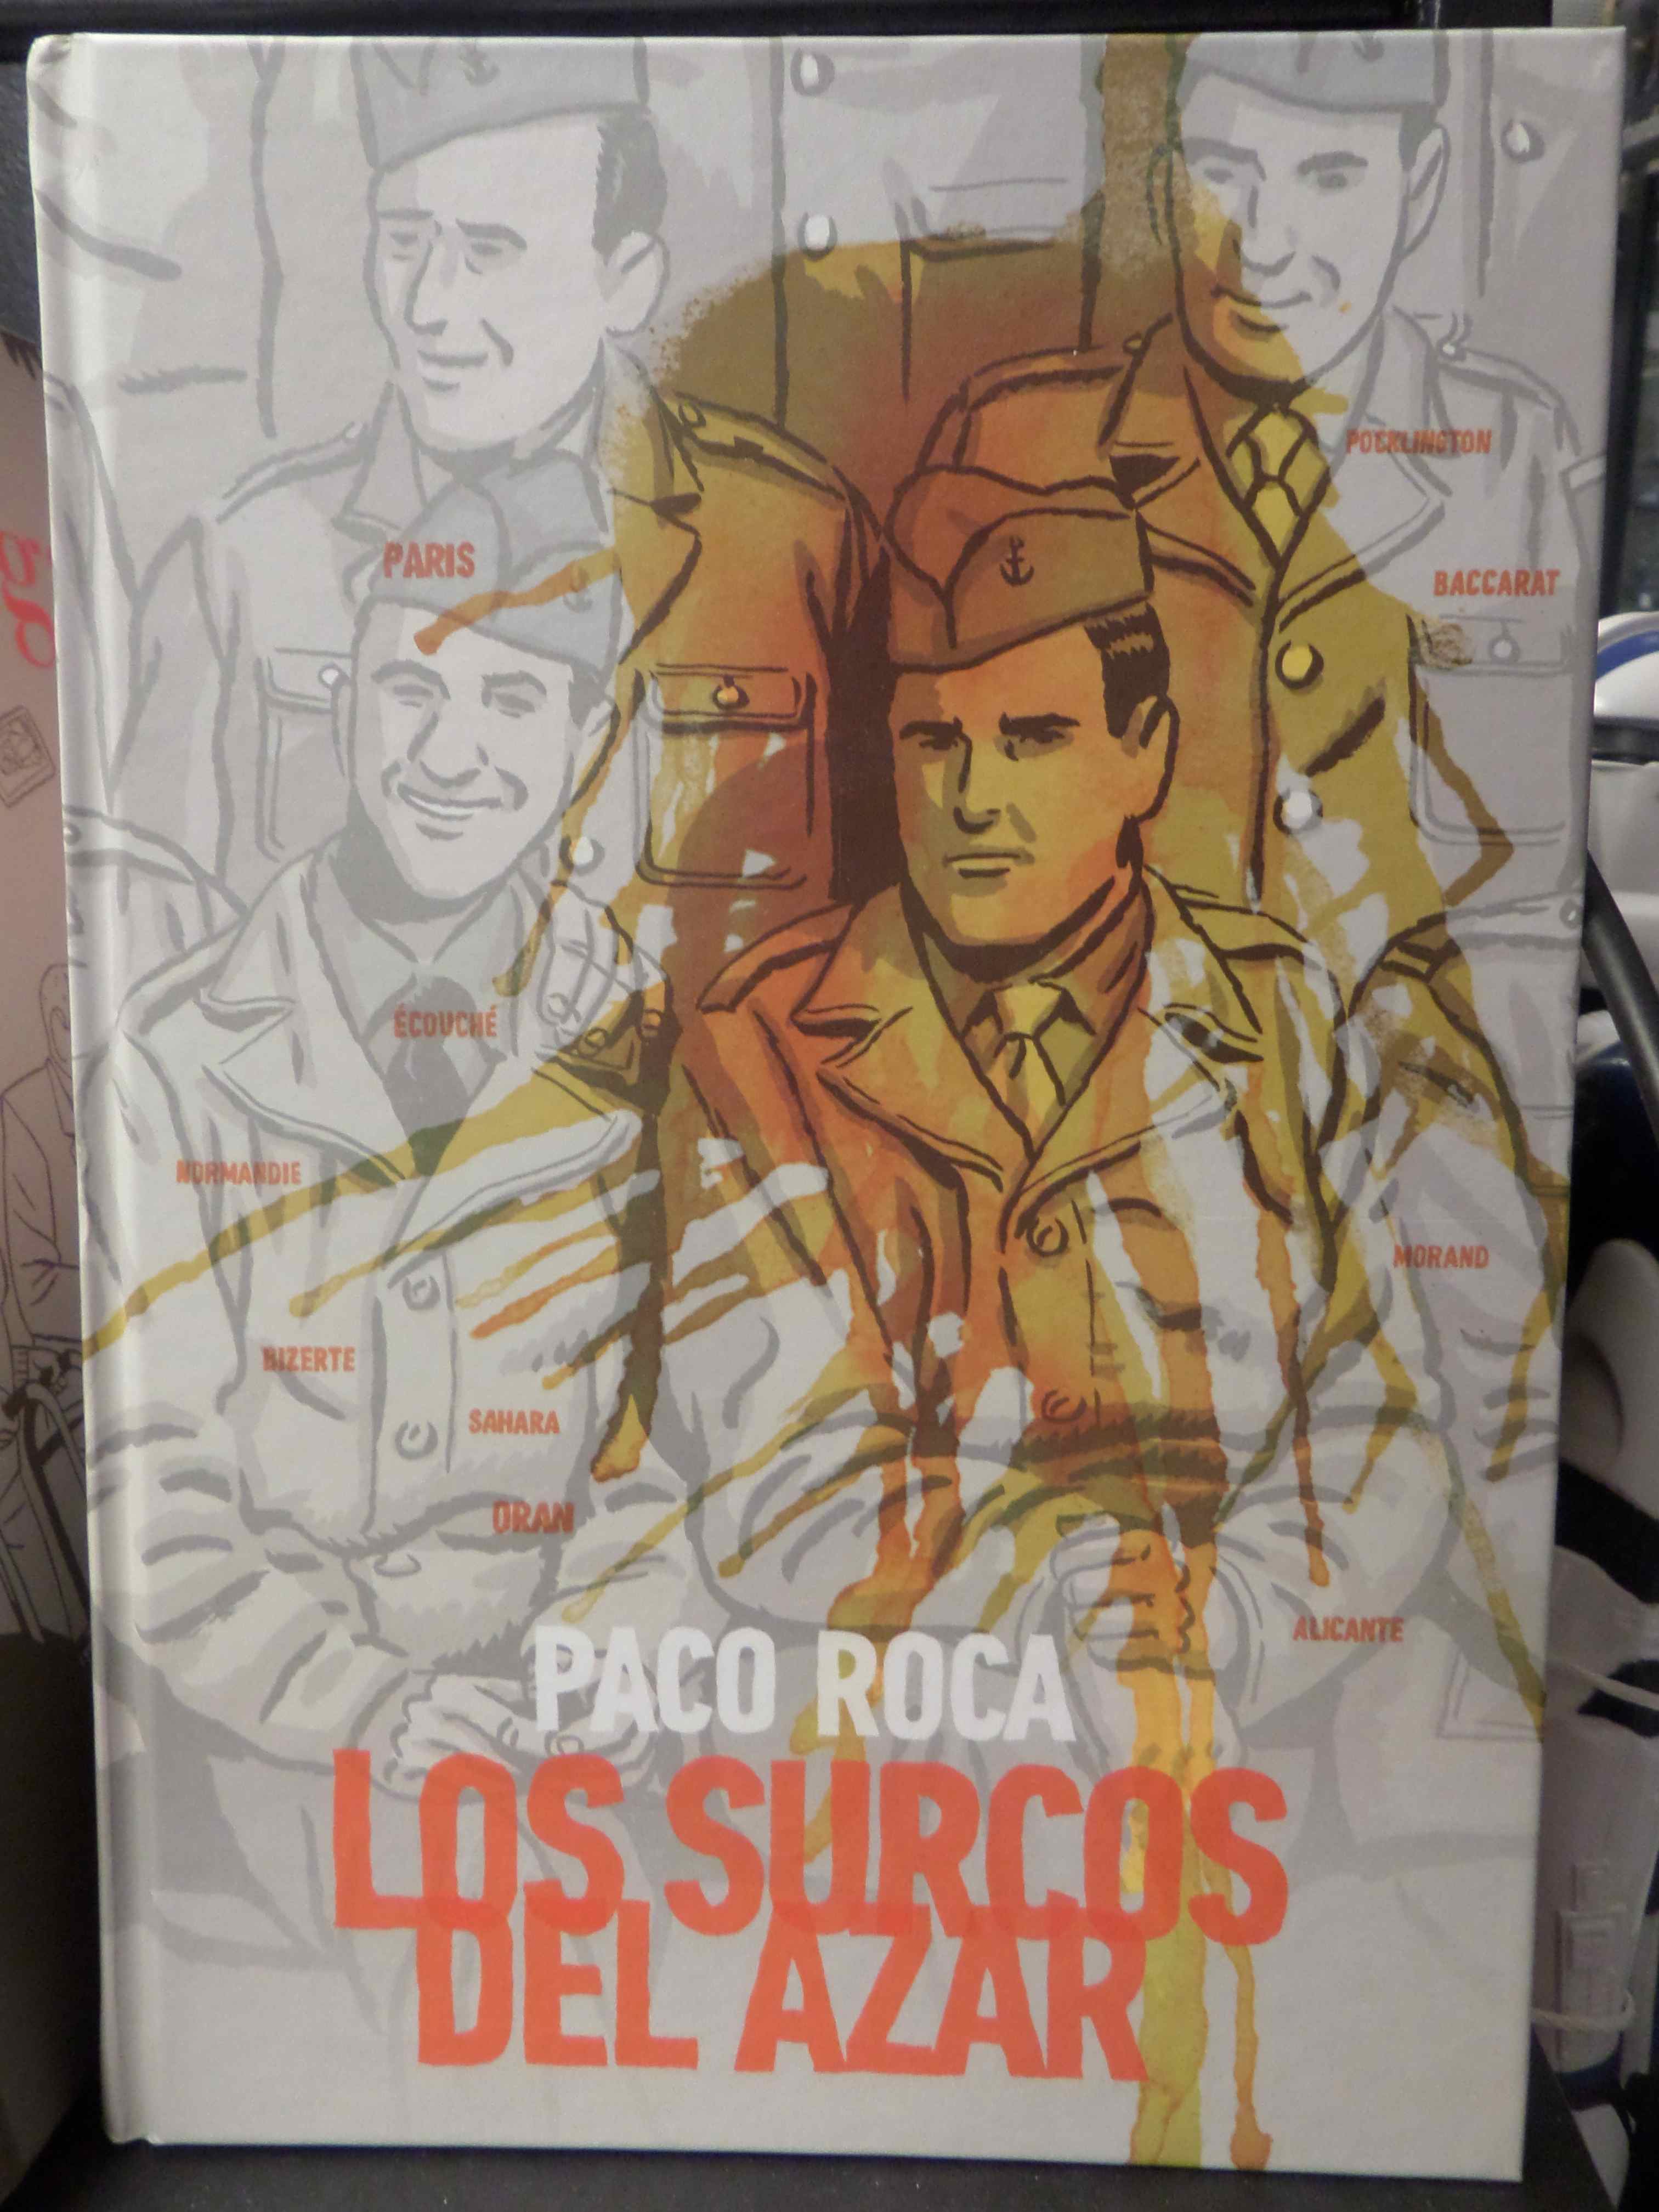 POCKLINGTON
PARIS
BACCARAT
ÉCOUCHÉ
NORMANDIE
MORAND
BIZERTE
SAHARA
ORAN
ALICANTE
PACO ROCA
LOS SURCOS
DEL AZAR